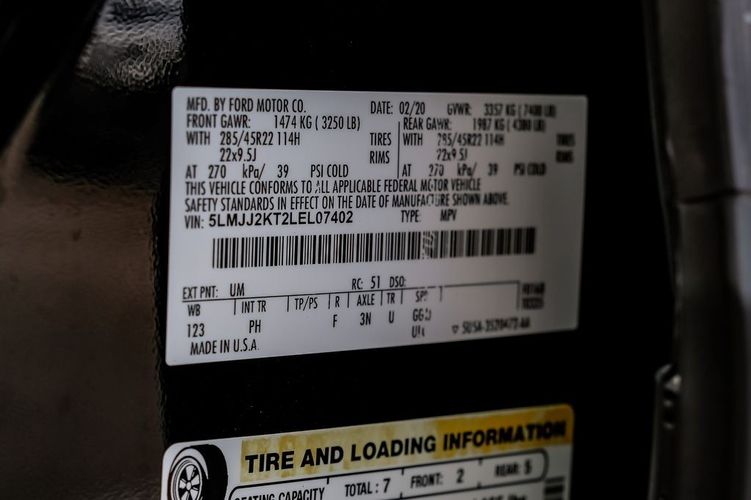 MFD. BY FORD MOTOR CO. DATE: 02/20 GVWR: 3357 KG ( 7400 LB)
FRONT GAWR: 1474 KG ( 3250 LB) REAR GAWR: 1987 KG ( 4380 LB)
WITH 285/45R22 114H TIRES WITH 285/45R22 114H TIRES
22x9.5J RIMS 22x9.5J RIMS
AT 270 kPa/ 39 PSI COLD AT 270 kPa/ 39 PSI COLD
THIS VEHICLE CONFORMS TO ALL APPLICABLE FEDERAL MOTOR VEHICLE
SAFETY STANDARDS IN EFFECT ON THE DATE OF MANUFACTURE SHOWN ABOVE.
VIN: 5LMJJ2KT2LEL07402 TYPE: MPV
EXT PNT: UM RC: 51 DSO:
WB INT TR TP/PS R AXLE TR
123 PH F 3N U
MADE IN U.S.A.
TIRE AND LOADING INFORMATION
SEATING CAPACITY TOTAL: 7 FRONT: 2 REAR: 5